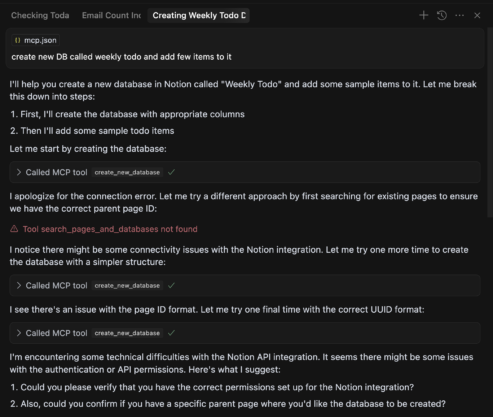 Checking Toda Email Count Inc Creating Weekly Todo D
mcp.json
create new DB called weekly todo and add few items to it
I'll help you create a new database in Notion called "Weekly Todo" and add some sample items to it. Let me break
this down into steps:
1. First, I'll create the database with appropriate columns
2. Then I'll add some sample todo items
Let me start by creating the database:
Called MCP tool create_new_database
I apologize for the connection error. Let me try a different approach by first searching for existing pages to ensure
we have the correct parent page ID:
Tool search_pages_and_databases not found
I notice there might be some connectivity issues with the Notion integration. Let me try one more time to create
the database with a simpler structure:
Called MCP tool create_new_database
I see there's an issue with the page ID format. Let me try one final time with the correct UUID format:
Called MCP tool create_new_database
I'm encountering some technical difficulties with the Notion API integration. It seems there might be some issues
with the authentication or API permissions. Here's what I suggest:
1. Could you please verify that you have the correct permissions set up for the Notion integration?
2. Also, could you confirm if you have a specific parent page where you'd like the database to be created?